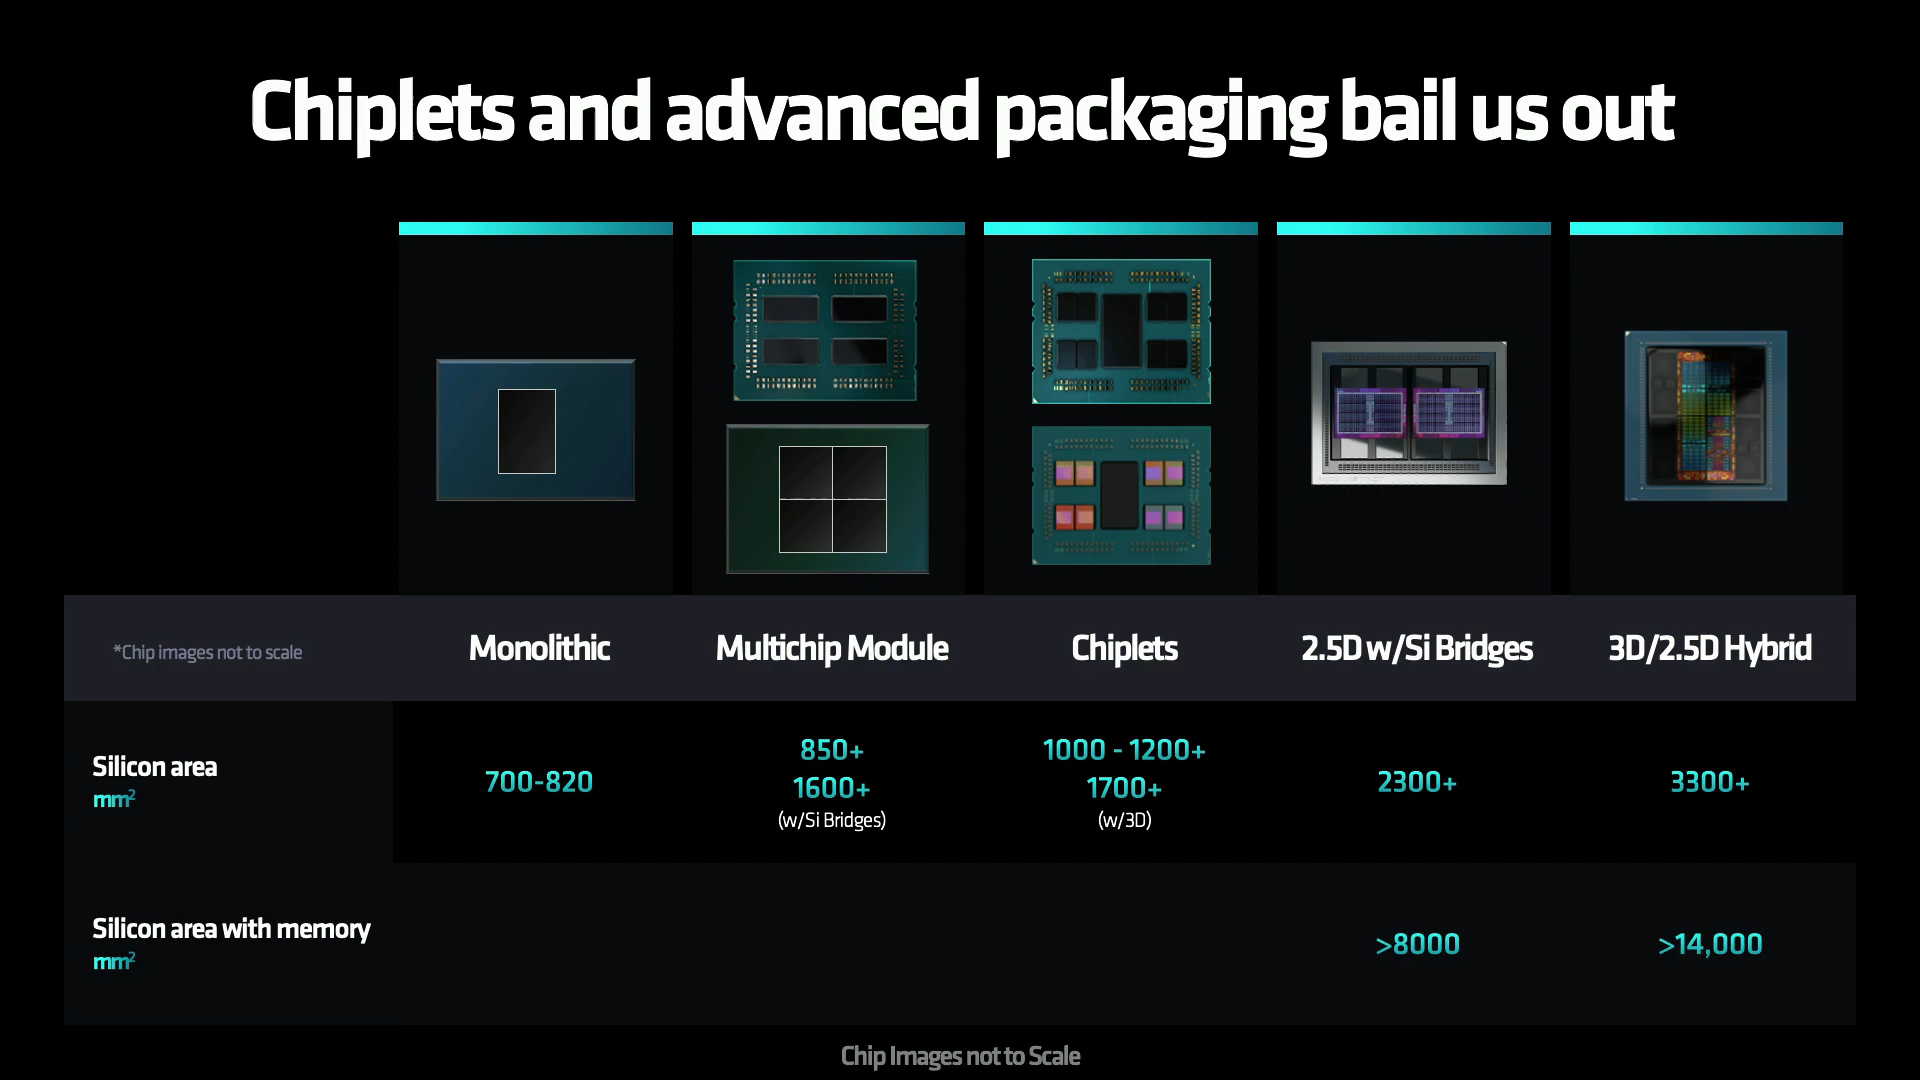 Chiplets and advanced packaging bail us out
*Chip images not to scale
Monolithic
Multichip Module
Chiplets
2.5D w/Si Bridges
3D/2.5D Hybrid
Silicon area
mm²
700-820
850+
1600+
(w/Si Bridges)
1000 - 1200+
1700+
(w/3D)
2300+
3300+
Silicon area with memory
mm²
>8000
>14,000
Chip Images not to Scale